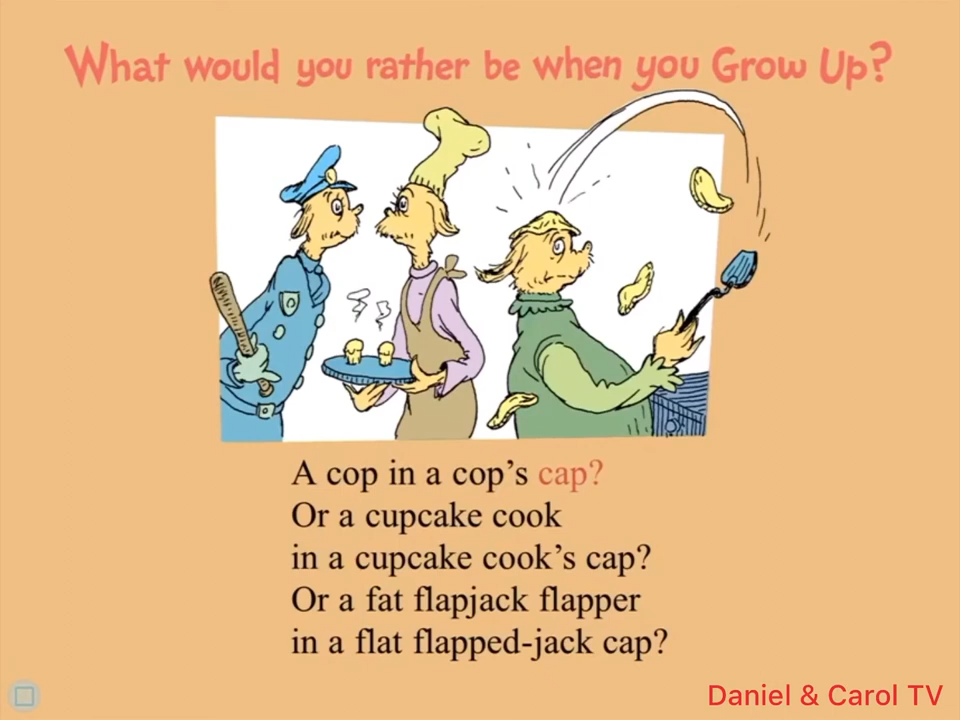 What would you rather be when you Grow Up?
A cop in a cop’s cap?
Or a cupcake cook
in a cupcake cook’s cap?
Or a fat flapjack flapper
in a flat flapped-jack cap?
Daniel & Carol TV